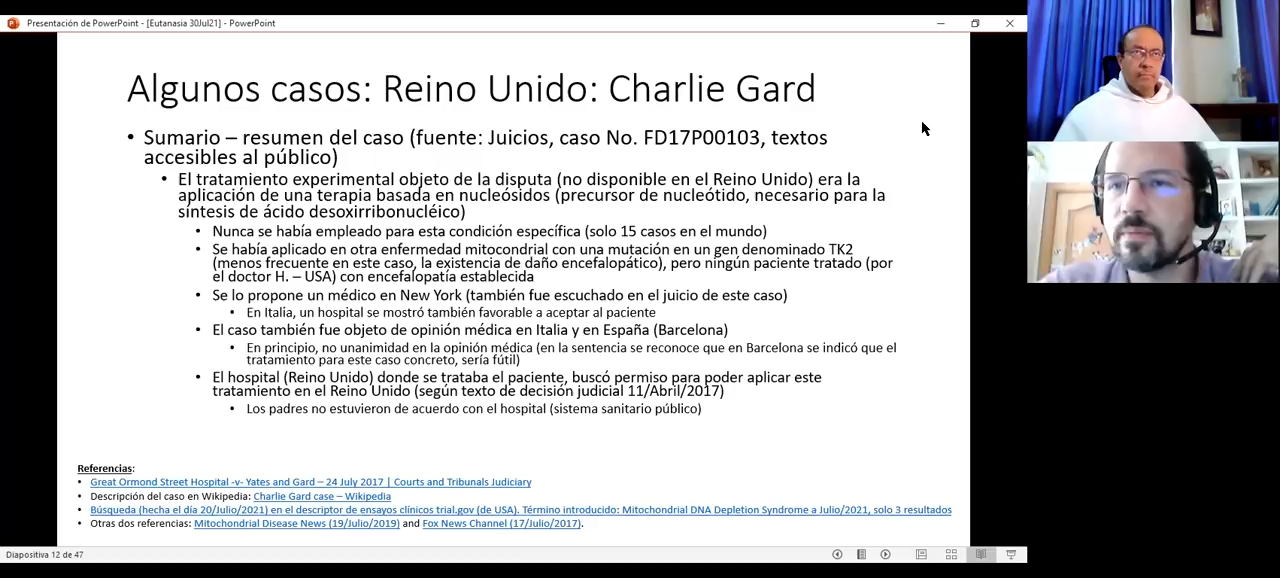 Presentación de PowerPoint - [Eutanasia 30Jul21] - PowerPoint
Algunos casos: Reino Unido: Charlie Gard
• Sumario – resumen del caso (fuente: Juicios, caso No. FD17P00103, textos
accesibles al público)
• El tratamiento experimental objeto de la disputa (no disponible en el Reino Unido) era la
aplicación de una terapia basada en nucleósidos (precursor de nucleótido, necesario para la
síntesis de ácido desoxirribonucléico)
• Nunca se había empleado para esta condición específica (solo 15 casos en el mundo)
• Se había aplicado en otra enfermedad mitocondrial con una mutación en un gen denominado TK2
(menos frecuente en este caso, la existencia de daño encefalopático), pero ningún paciente tratado (por
el doctor H. – USA) con encefalopatía establecida
• Se lo propone un médico en New York (también fue escuchado en el juicio de este caso)
• En Italia, un hospital se mostró también favorable a aceptar al paciente
• El caso también fue objeto de opinión médica en Italia y en España (Barcelona)
• En principio, no unanimidad en la opinión médica (en la sentencia se reconoce que en Barcelona se indicó que el
tratamiento para este caso concreto, sería fútil)
• El hospital (Reino Unido) donde se trataba el paciente, buscó permiso para poder aplicar este
tratamiento en el Reino Unido (según texto de decisión judicial 11/Abril/2017)
• Los padres no estuvieron de acuerdo con el hospital (sistema sanitario público)
Referencias:
• Great Ormond Street Hospital -v- Yates and Gard – 24 July 2017 | Courts and Tribunals Judiciary
• Descripción del caso en Wikipedia: Charlie Gard case – Wikipedia
• Búsqueda (hecha el día 20/Julio/2021) en el descriptor de ensayos clínicos trial.gov (de USA). Término introducido: Mitochondrial DNA Depletion Syndrome a Julio/2021, solo 3 resultados
• Otras dos referencias: Mitochondrial Disease News (19/Julio/2019) and Fox News Channel (17/Julio/2017).
Diapositiva 12 de 47